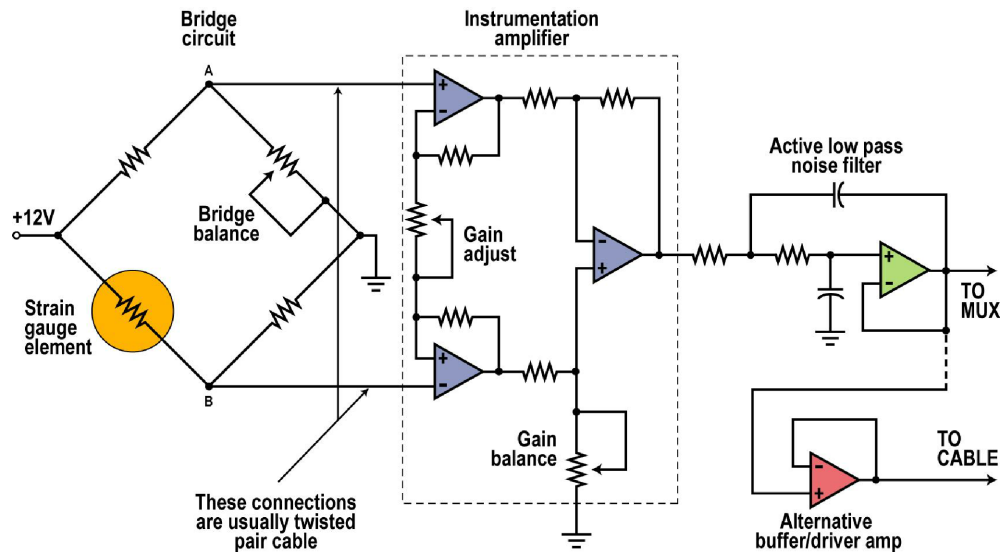 Bridge
circuit
Instrumentation
amplifier
A
+
-
Active low pass
noise filter
+12V
Bridge
balance
Gain
adjust
-
+
+
-
TO
MUX
Strain
gauge
element
+
-
B
Gain
balance
TO
CABLE
-
+
These connections
are usually twisted
pair cable
Alternative
buffer/driver amp